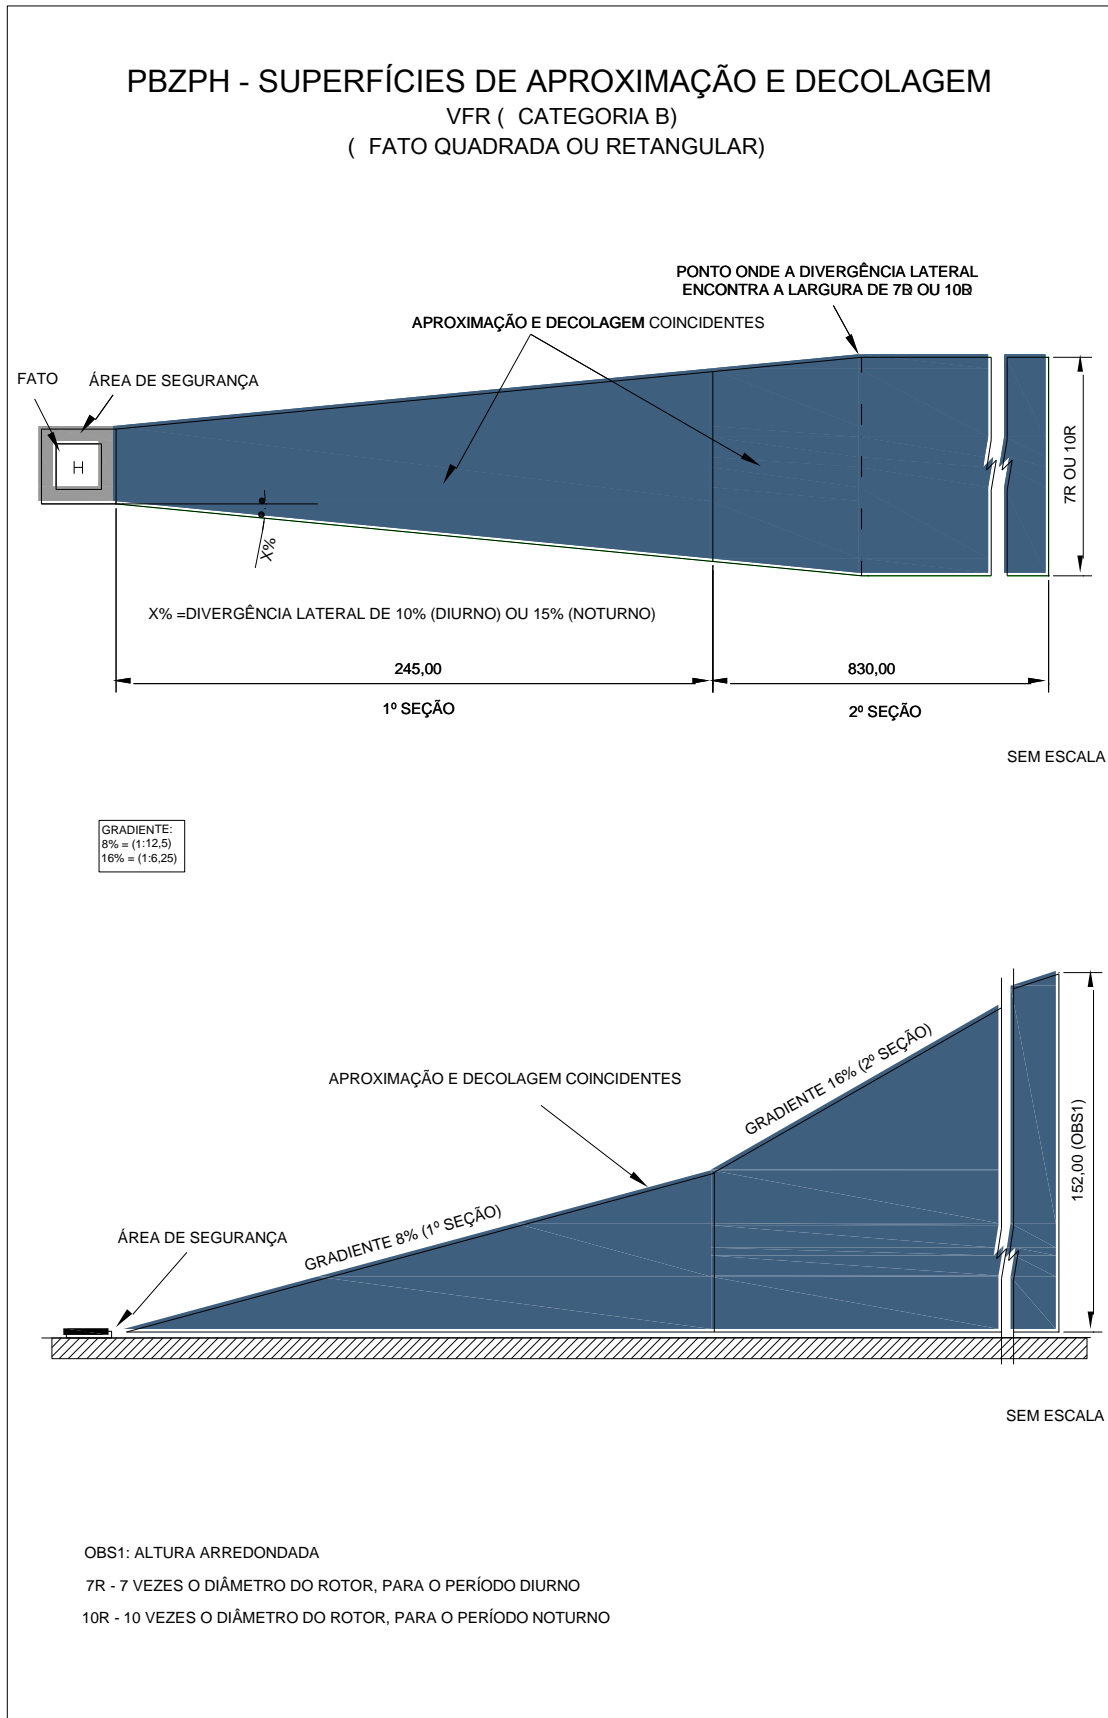 PBZPH - SUPERFÍCIES DE APROXIMAÇÃO E DECOLAGEM
VFR ( CATEGORIA B)
( FATO QUADRADA OU RETANGULAR)
PONTO ONDE A DIVERGÊNCIA LATERAL
ENCONTRA A LARGURA DE 7R OU 10R
APROXIMAÇÃO E DECOLAGEM COINCIDENTES
FATO
ÁREA DE SEGURANÇA
H
7R OU 10R
X%
X% =DIVERGÊNCIA LATERAL DE 10% (DIURNO) OU 15% (NOTURNO)
245,00
830,00
1º SEÇÃO
2º SEÇÃO
SEM ESCALA
GRADIENTE:
8% = (1:12,5)
16% = (1:6,25)
GRADIENTE 16% (2º SEÇÃO)
APROXIMAÇÃO E DECOLAGEM COINCIDENTES
152,00 (OBS1)
GRADIENTE 8% (1º SEÇÃO)
ÁREA DE SEGURANÇA
SEM ESCALA
OBS1: ALTURA ARREDONDADA
7R - 7 VEZES O DIÂMETRO DO ROTOR, PARA O PERÍODO DIURNO
10R - 10 VEZES O DIÂMETRO DO ROTOR, PARA O PERÍODO NOTURNO